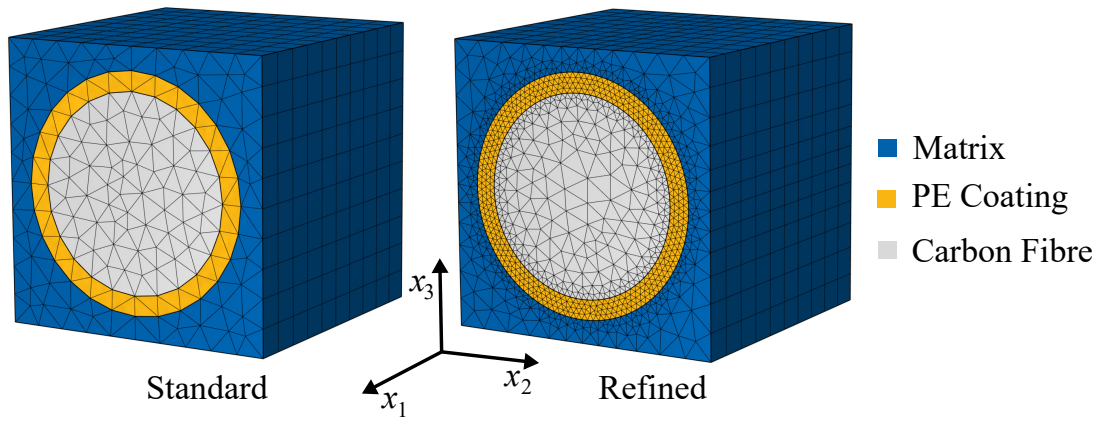 Matrix
PE Coating
Carbon Fibre
x3
x2
x1
Standard
Refined